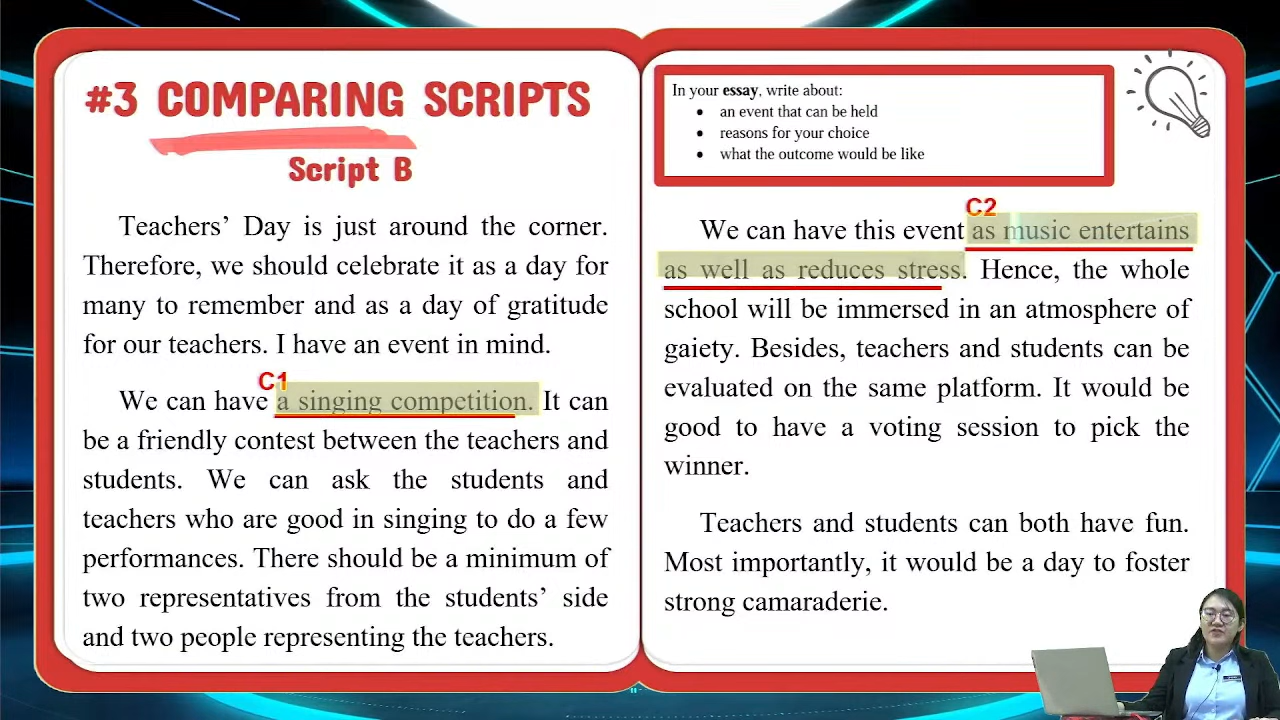 #3 COMPARING SCRIPTS
Script B
Teachers’ Day is just around the corner.
Therefore, we should celebrate it as a day for
many to remember and as a day of gratitude
for our teachers. I have an event in mind.
C1
We can have a singing competition. It can
be a friendly contest between the teachers and
students. We can ask the students and
teachers who are good in singing to do a few
performances. There should be a minimum of
two representatives from the students’ side
and two people representing the teachers.
In your essay, write about:
• an event that can be held
• reasons for your choice
• what the outcome would be like
C2
We can have this event as music entertains
as well as reduces stress. Hence, the whole
school will be immersed in an atmosphere of
gaiety. Besides, teachers and students can be
evaluated on the same platform. It would be
good to have a voting session to pick the
winner.
Teachers and students can both have fun.
Most importantly, it would be a day to foster
strong camaraderie.